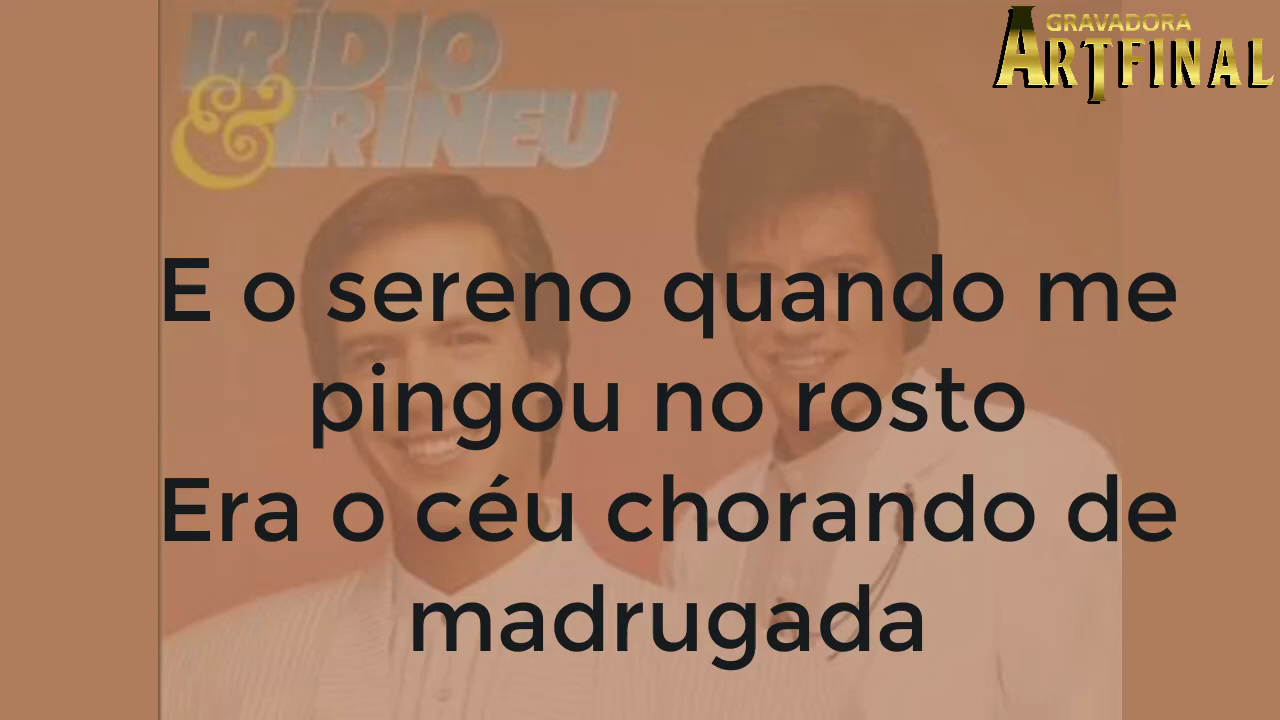 IRÍDIO
& IRINEU
GRAVADORA
ARTFINAL
E o sereno quando me
pingou no rosto
Era o céu chorando de
madrugada